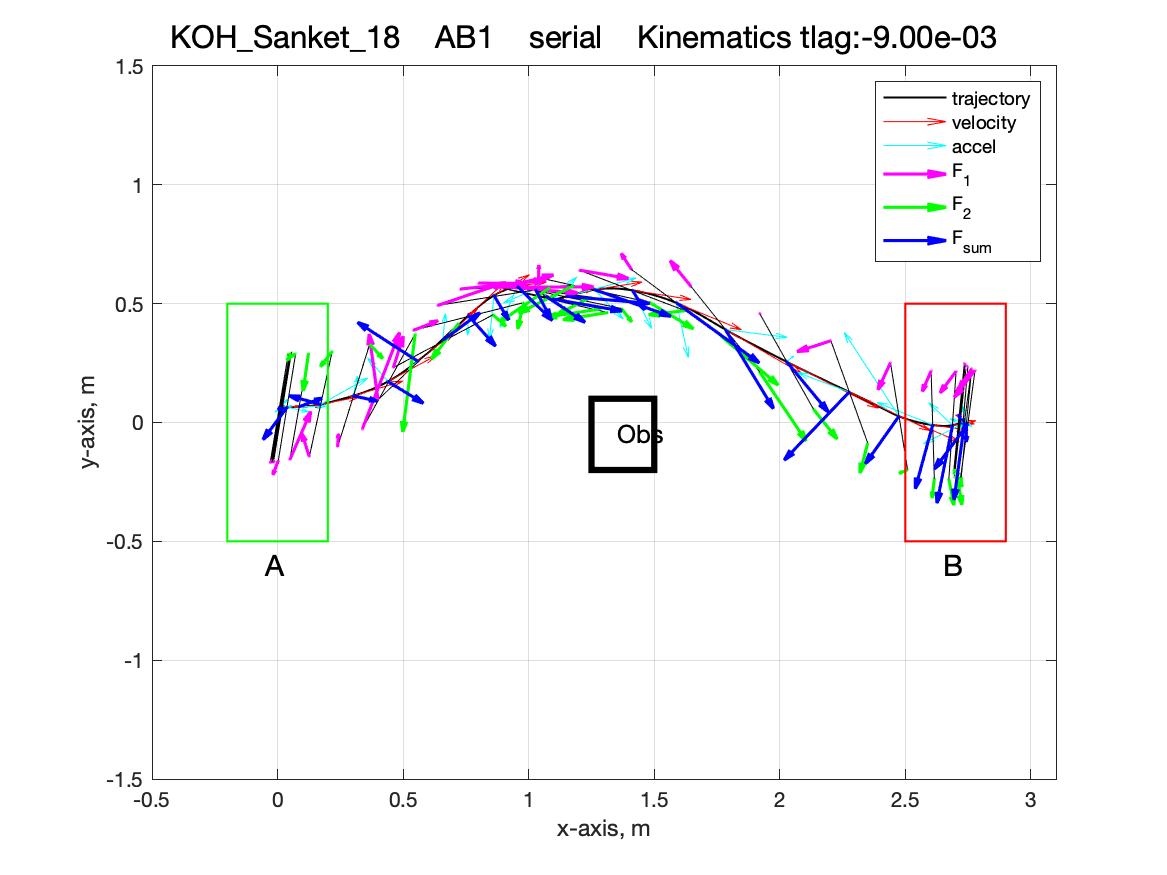 KOH_Sanket_18 AB1 serial Kinematics tlag:-9.00e-03
1.5
trajectory
velocity
accel
F1
F2
Fsum
1
0.5
0
-0.5
-1
-1.5
y-axis, m
Obs
A
B
-0.5 0 0.5 1 1.5 2 2.5 3
x-axis, m